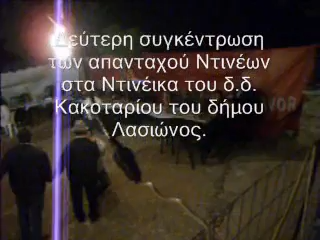 Δεύτερη συγκέντρωση
των απανταχού Ντινέων
στα Ντινέικα του δ.δ.
Κακοταρίου του δήμου
Λασιώνος.